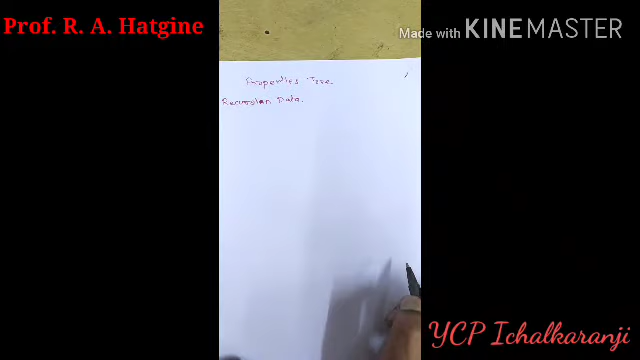 Prof. R. A. Hatgine
Made with KINEMASTER
Properties Tree
Recursion Data.
YCP Ichalkaranji